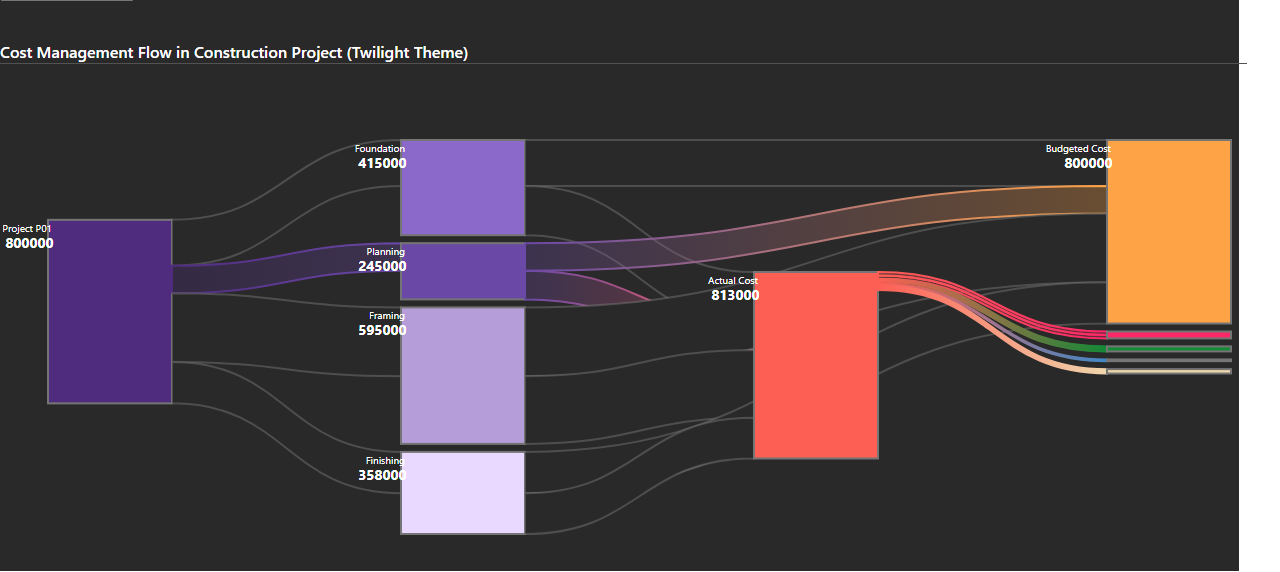 Cost Management Flow in Construction Project (Twilight Theme)
Project P01
800000
Foundation
415000
Planning
245000
Framing
595000
Finishing
358000
Actual Cost
813000
Budgeted Cost
800000